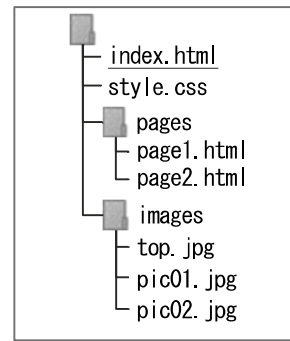 index.html
style.css
pages
page1.html
page2.html
images
top.jpg
pic01.jpg
pic02.jpg